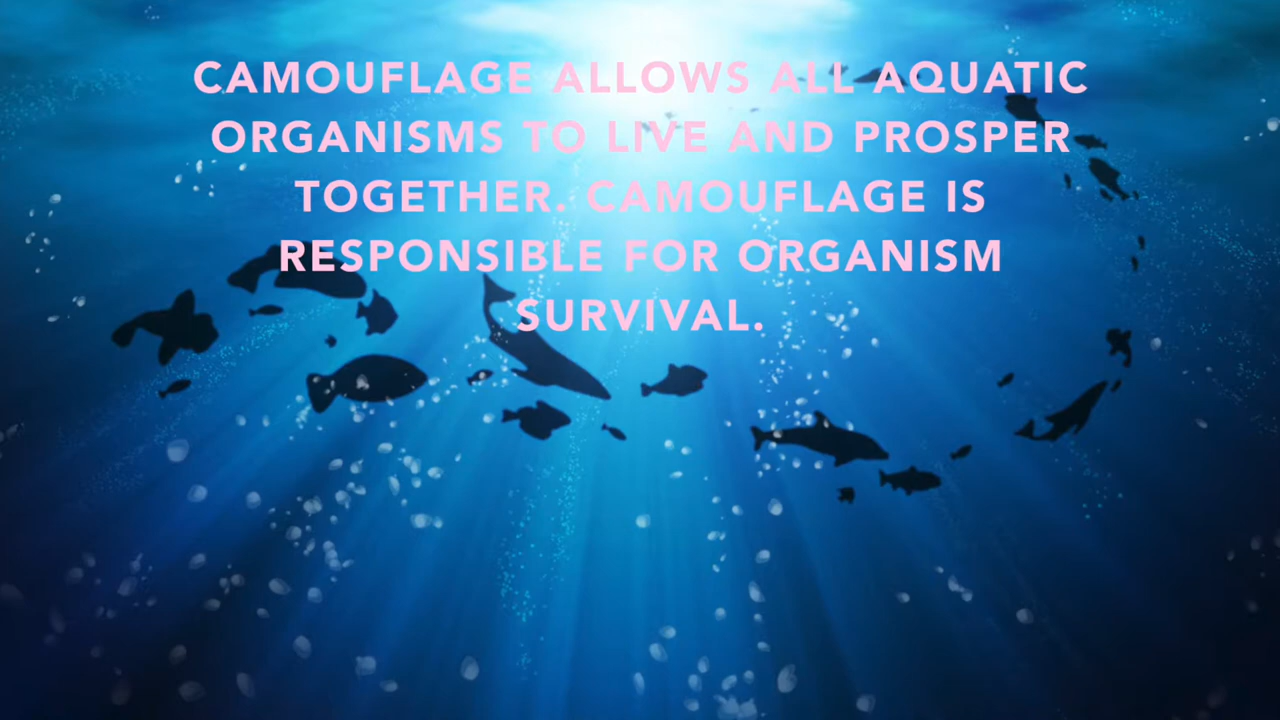 CAMOUFLAGE ALLOWS ALL AQUATIC
ORGANISMS TO LIVE AND PROSPER
TOGETHER. CAMOUFLAGE IS
RESPONSIBLE FOR ORGANISM
SURVIVAL.